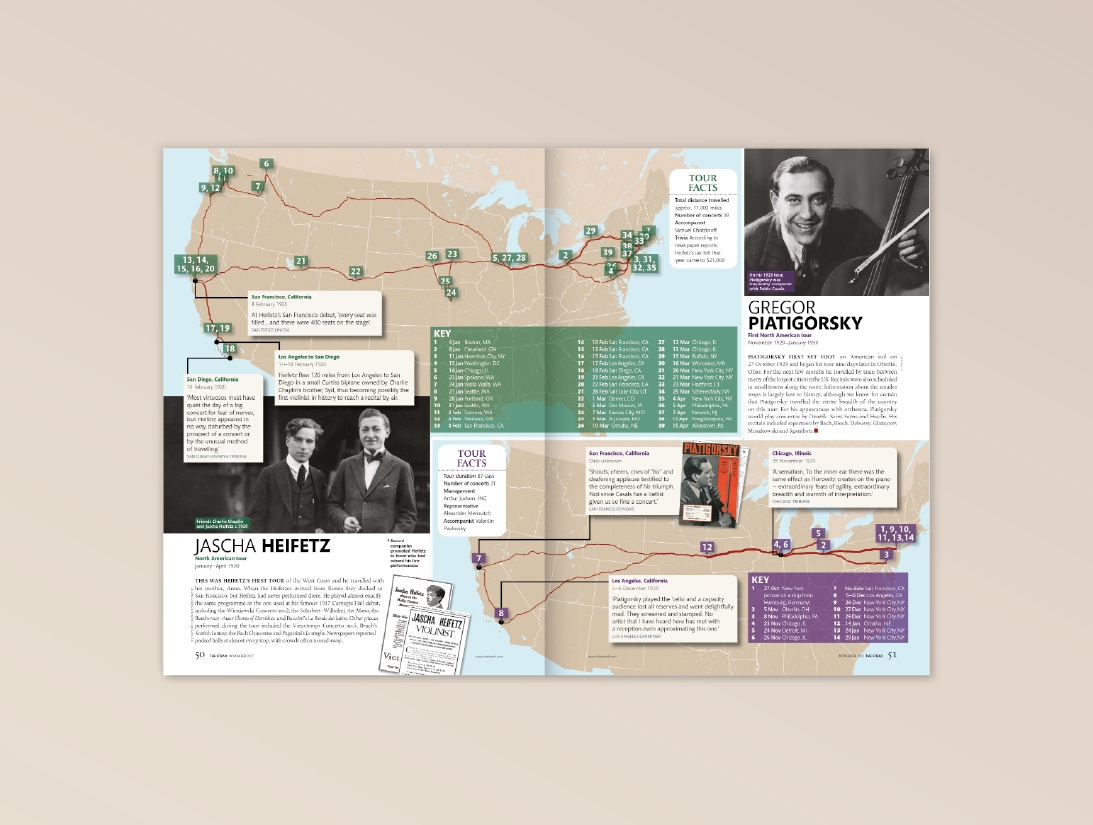 6
8, 10
11
9, 12
7
13, 14,
15, 16, 20
21
22
26
23
25
24
5, 27, 28
2
29
34
1
30
33
38
37
39
3, 31,
32, 35
4
17, 19
18
San Francisco, California
8 February 1920
At Heifetz's San Francisco debut, 'every seat was
filled... and there were 400 seats on the stage'.
SAN DIEGO UNION
Los Angeles to San Diego
17–18 February 1920
Heifetz flew 120 miles from Los Angeles to San
Diego in a small Curtiss biplane owned by Charlie
Chaplin's brother, Syd, thus becoming possibly the
first violinist in history to reach a recital by air.
San Diego, California
18 February 1920
'Most virtuosos must have
quiet the day of a big
concert for fear of nerves,
but Heifetz appeared in
no way disturbed by the
prospect of a concert or
by the unusual method
of travelling.'
SAN DIEGO EVENING TRIBUNE
KEY
1 6 Jan Boston, MA
2 8 Jan Cleveland, OH
3 11 Jan New York City, NY
4 15 Jan Washington DC
5 18 Jan Chicago, IL
6 23 Jan Spokane, WA
7 24 Jan Walla Walla, WA
8 26 Jan Seattle, WA
9 28 Jan Portland, OR
10 31 Jan Seattle, WA
11 2 Feb Tacoma, WA
12 4 Feb Portland, OR
13 8 Feb San Francisco, CA
14 10 Feb San Francisco, CA
15 13 Feb San Francisco, CA
16 15 Feb San Francisco, CA
17 17 Feb Los Angeles, CA
18 18 Feb San Diego, CA
19 21 Feb Los Angeles, CA
20 22 Feb San Francisco, CA
21 28 Feb Salt Lake City, UT
22 1 Mar Denver, CO
23 5 Mar Des Moines, IA
24 7 Mar Kansas City, MO
25 9 Mar St Joseph, MO
26 10 Mar Omaha, NE
27 12 Mar Chicago, IL
28 13 Mar Chicago, IL
29 15 Mar Buffalo, NY
30 18 Mar Worcester, MA
31 20 Mar New York City, NY
32 21 Mar New York City, NY
33 22 Mar Hartford, CT
34 25 Mar Schenectady, NY
35 3 Apr New York City, NY
36 5 Apr Philadelphia, PA
37 7 Apr Newark, NJ
38 13 Apr Poughkeepsie, NY
39 15 Apr Allentown, PA
TOUR
FACTS
Total distance travelled
approx. 11,000 miles
Number of concerts 39
Accompanist
Samuel Chotzinoff
Trivia According to
newspaper reports,
Heifetz's tax bill that
year came to $21,000
On his 1929 tour,
Piatigorsky was
frequently compared
with Pablo Casals
GREGOR
PIATIGORSKY
First North American tour
November 1929–January 1930
PIATIGORSKY FIRST SET FOOT on American soil on
27 October 1929 and began his tour nine days later in Oberlin,
Ohio. For the next few months he travelled by train between
many of the largest cities in the US. Recitals were also scheduled
in small towns along the route. Information about the smaller
stops is largely lost to history, although we know for certain
that Piatigorsky travelled the entire breadth of the country
on this tour. For his appearances with orchestra, Piatigorsky
would play concertos by Dvořák, Saint-Saëns and Haydn. His
recitals included repertoire by Bach, Bloch, Debussy, Glazunov,
Moszkowski and Sgambati.
Friends Charlie Chaplin
and Jascha Heifetz c.1920
JASCHA HEIFETZ
North American tour
January–April 1920
THIS WAS HEIFETZ'S FIRST TOUR of the West Coast and he travelled with
his mother, Anna. When the Heifetzes arrived from Russia they docked in
San Francisco, but Heifetz had never performed there. He played almost exactly
the same programme as the one used at his famous 1917 Carnegie Hall debut,
including the Wieniawski Concerto no.2, the Schubert–Wilhelmj Ave Maria, the
Beethoven–Auer Chorus of Dervishes, and Bazzini's La Ronde des lutins. Other pieces
performed during the tour included the Vieuxtemps Concerto no.5, Bruch's
Scottish fantasy, the Bach Chaconne and Paganini's I palpiti. Newspapers reported
packed halls at almost every stop, with crowds often turned away.
Record
companies
promoted Heifetz
to those who had
missed his live
performances
Jascha Heifetz
JASCHA HEIFETZ
VIOLINIST
TOUR
FACTS
Tour duration 87 days
Number of concerts 31
Management
Arthur Judson, INC
Representative
Alexander Merovitch
Accompanist Valentin
Pavlovsky
San Francisco, California
Date unknown
'Shouts, cheers, cries of "bis" and
deafening applause testified to
the completeness of his triumph.
Not since Casals has a 'cellist
given us so fine a concert.'
SAN FRANCISCO NEWS
PIATIGORSKY
Chicago, Illinois
26 November 1929
'A sensation. To the inner ear there was the
same effect as Horowitz creates on the piano
– extraordinary feats of agility, extraordinary
breadth and warmth of interpretation.'
CHICAGO TRIBUNE
7
8
12
4, 6
5
2
1, 9, 10,
11, 13, 14
3
Los Angeles, California
5–6 December 1929
'Piatigorsky played the 'cello and a capacity
audience lost all reserves and went delightfully
mad. They screamed and stamped. No
artist that I have heard here has met with
a reception even approximating this one.'
LOS ANGELES EXAMINER
KEY
1 27 Oct New York
(arrives on a ship from
Hamburg, Germany)
2 5 Nov Oberlin, OH
3 8 Nov Philadelphia, PA
4 23 Nov Chicago, IL
5 24 Nov Detroit, MI
6 26 Nov Chicago, IL
7 No date San Francisco, CA
8 5–6 Dec Los Angeles, CA
9 26 Dec New York City, NY
10 27 Dec New York City, NY
11 29 Dec New York City, NY
12 14 Jan Omaha, NE
13 24 Jan New York City, NY
14 25 Jan New York City, NY
50 THE STRAD NOVEMBER 2012
www.thestrad.com
www.thestrad.com
NOVEMBER 2012 THE STRAD 51